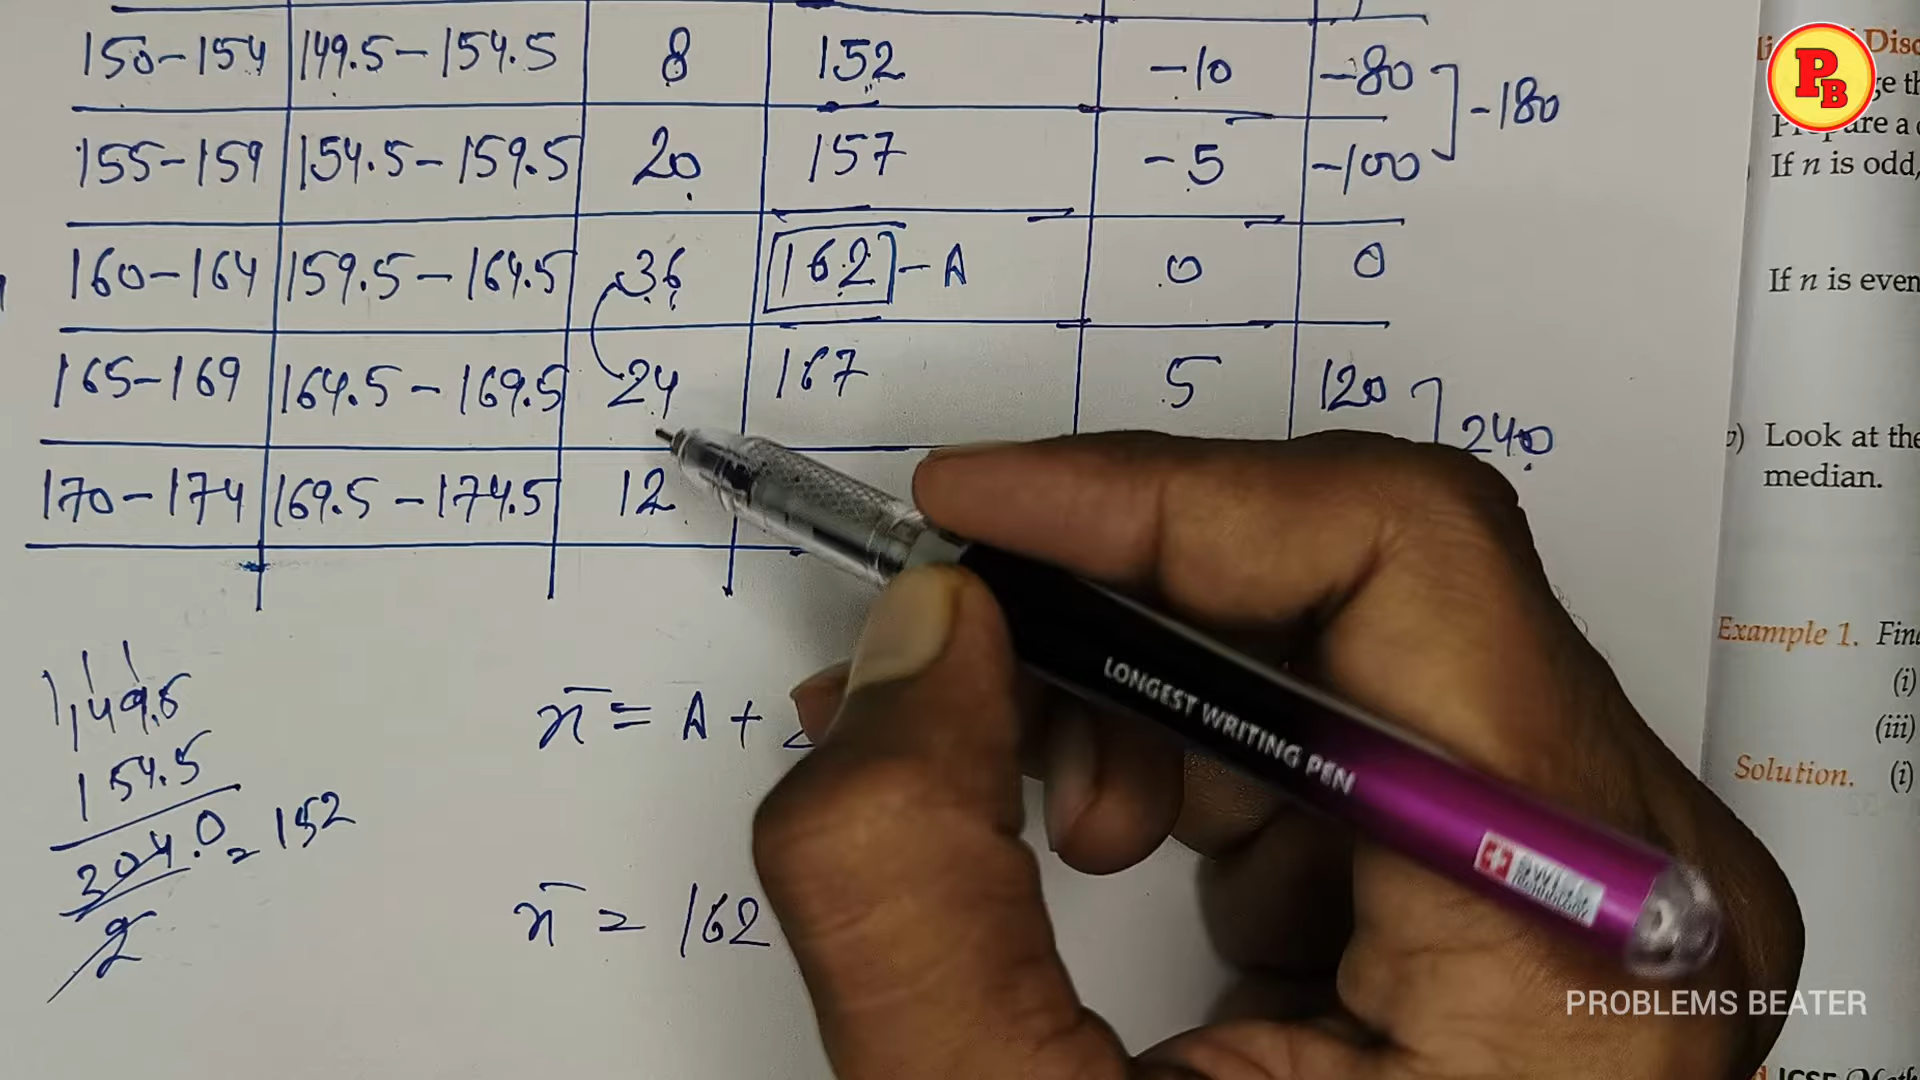 150-154 149.5-154.5 8 152 -10 -80
-180
155-159 154.5-159.5 20 157 -5 -100
160-164 159.5-164.5 36 162 -A 0 0
165-169 164.5-169.5 24 167 5 120
240
170-174 169.5-174.5 12
149.5
154.5
304.0 = 152
2
x̄ = A +
x̄ = 162
PB
Disc
Prepare a
If n is odd,
If n is even
Look at the
median.
Example 1. Find
(i)
(iii)
Solution. (i)
LONGEST WRITING PEN
PROBLEMS BEATER